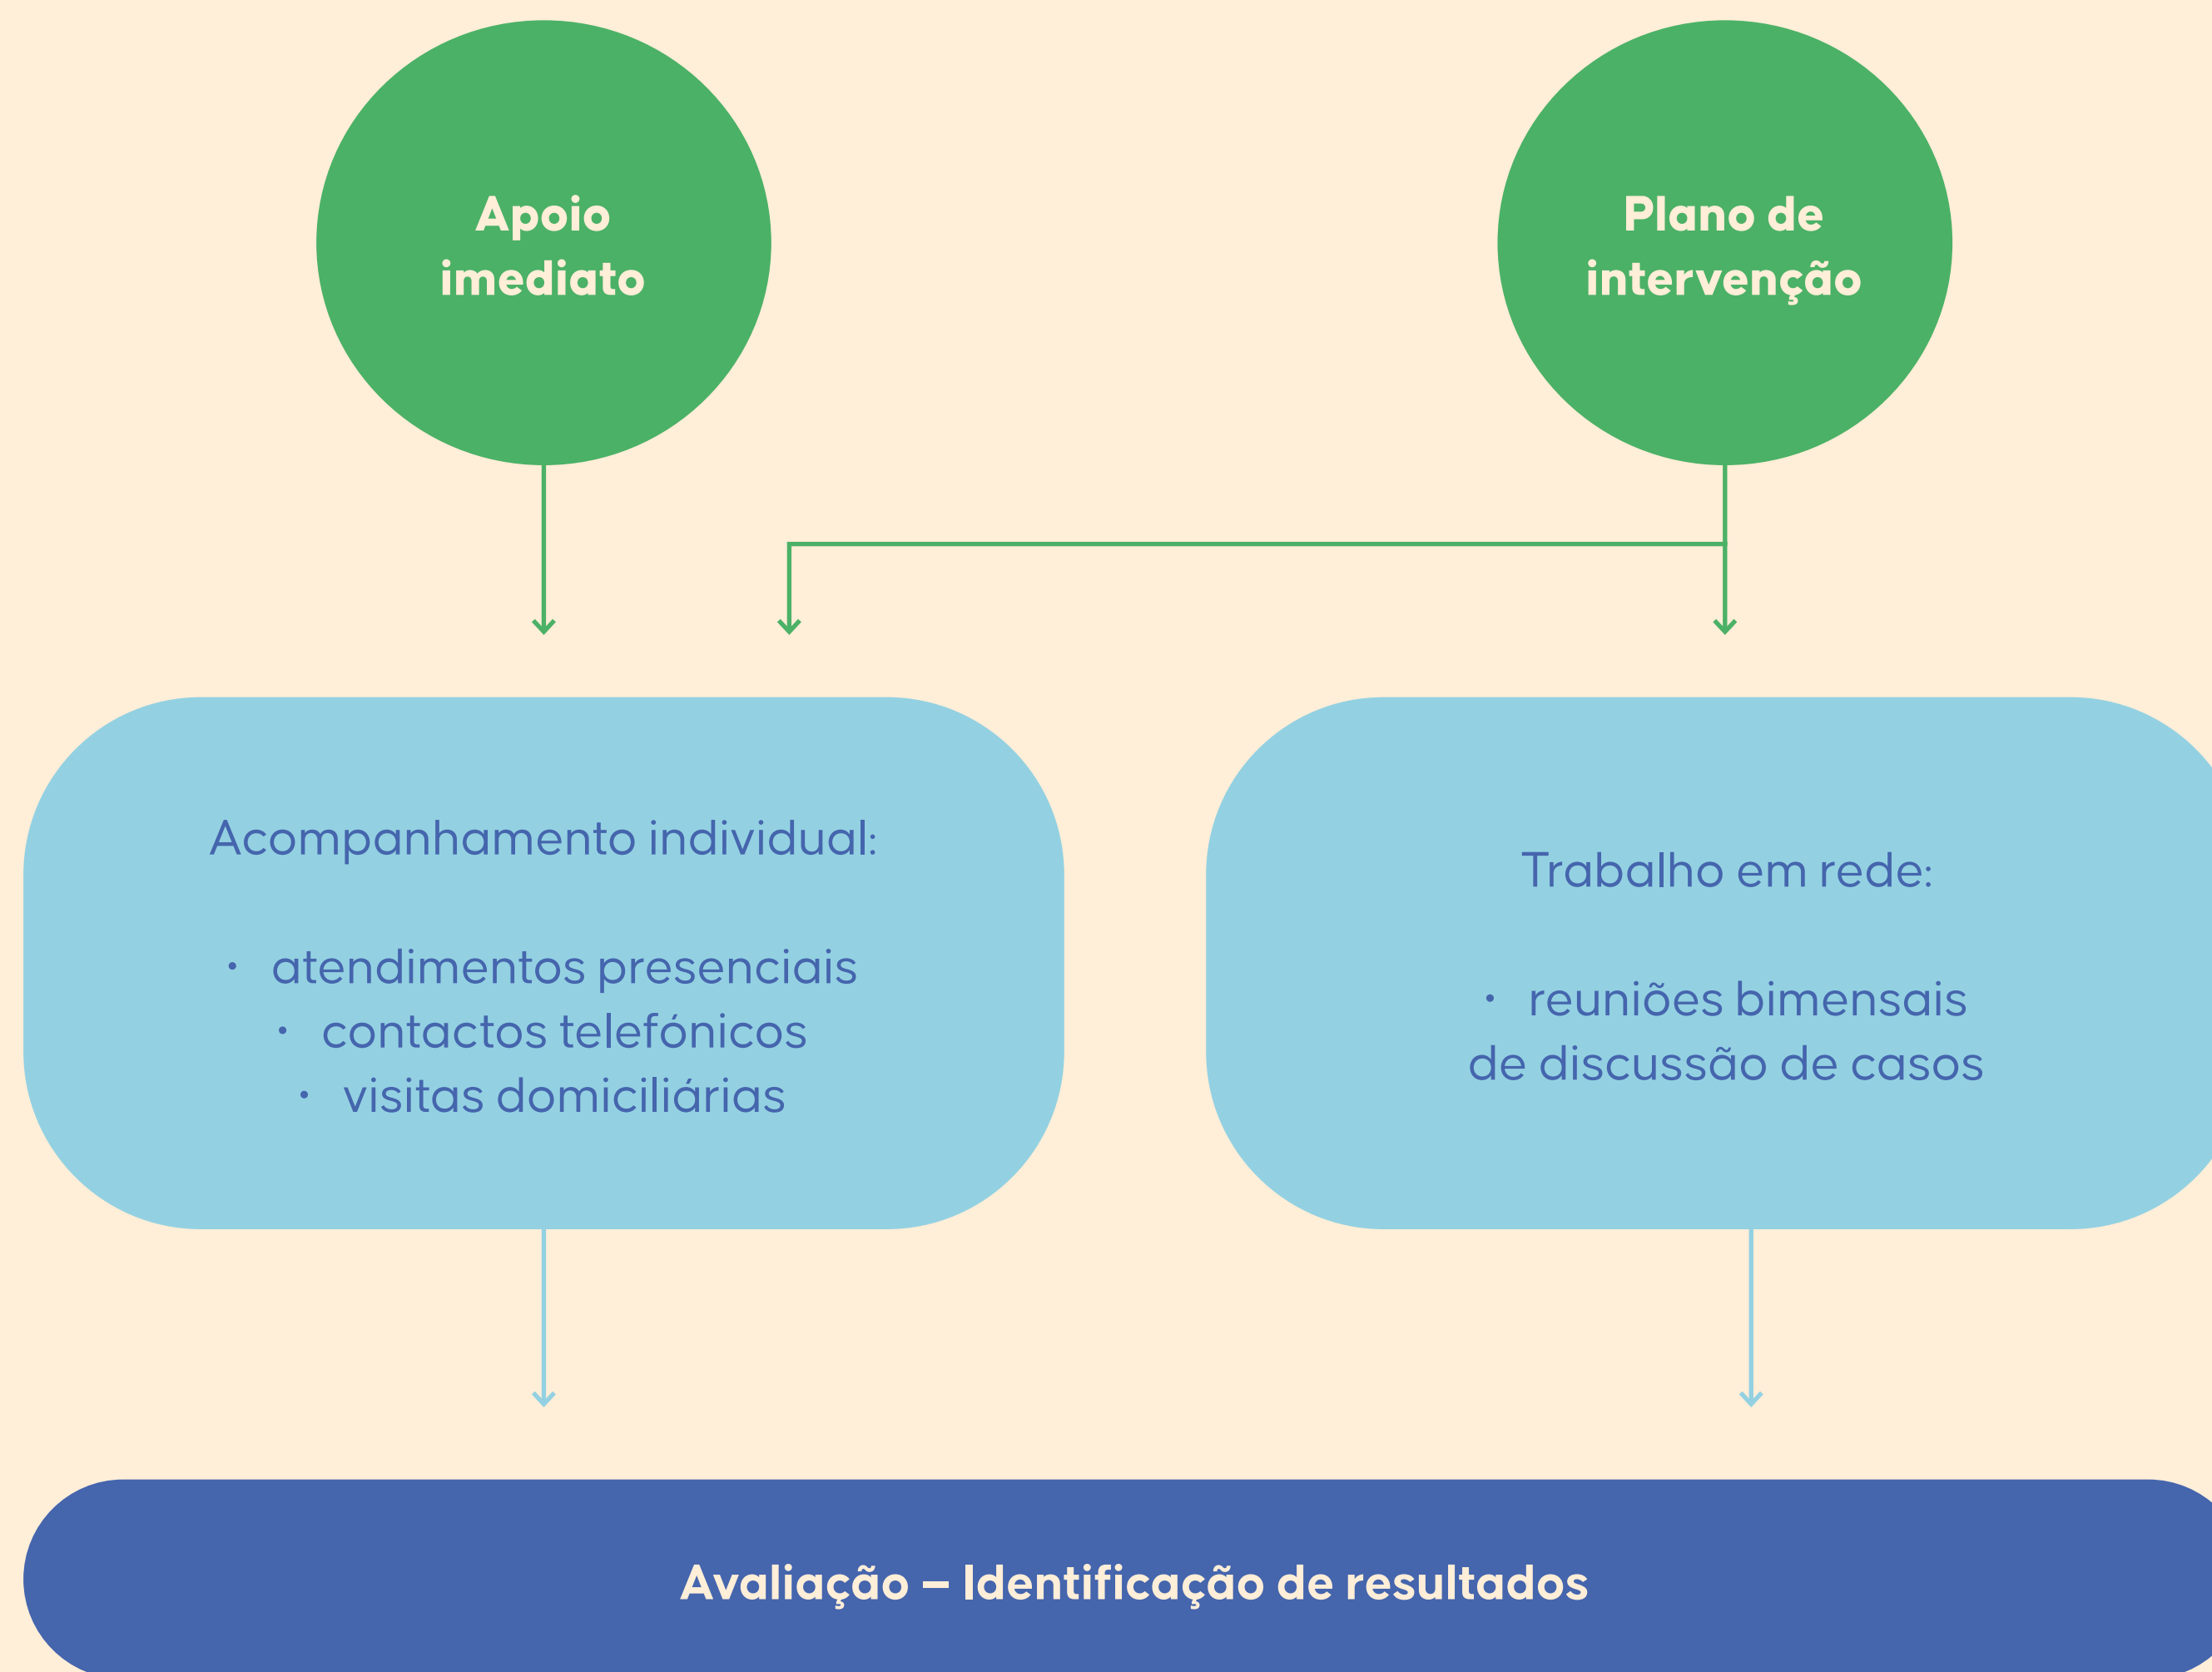 Apoio
imediato
Plano de
intervenção
Acompanhamento individual:
• atendimentos presenciais
• contactos telefónicos
• visitas domiciliárias
Trabalho em rede:
• reuniões bimensais
de discussão de casos
Avaliação — Identificação de resultados